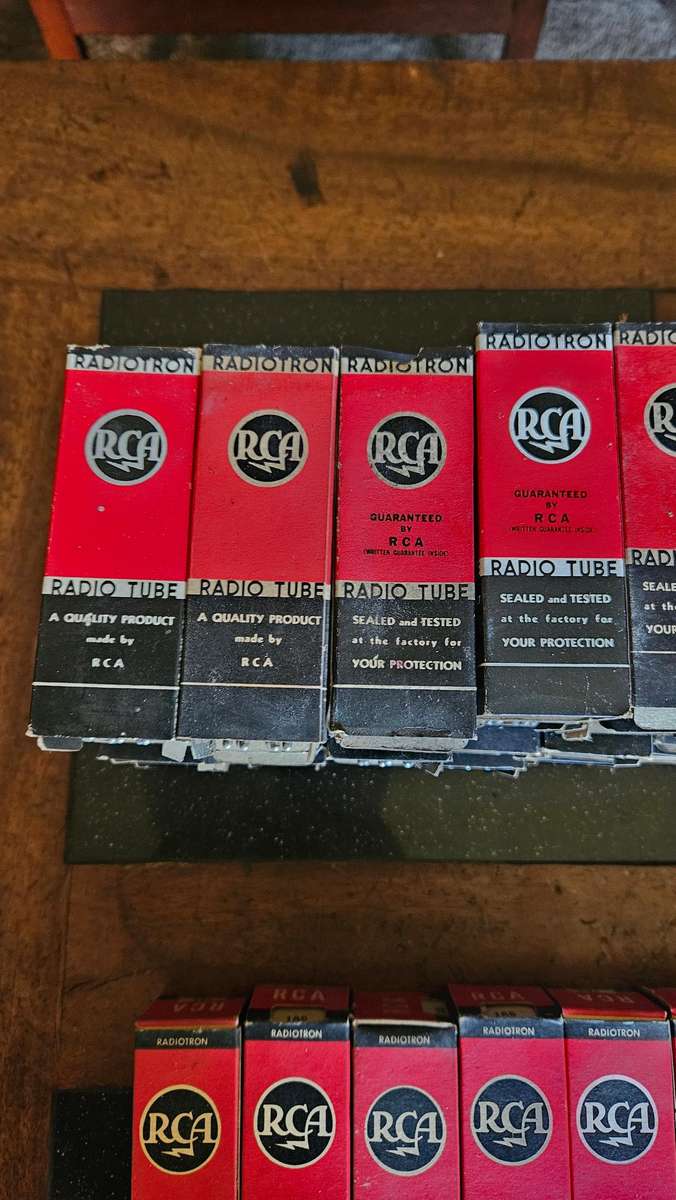 RADIOTRON
RCA
RADIO TUBE
A QUALITY PRODUCT
made by
RCA
RADIOTRON
RCA
RADIO TUBE
A QUALITY PRODUCT
made by
RCA
RADIOTRON
RCA
GUARANTEED
BY
RCA
(WRITTEN GUARANTEE INSIDE)
RADIO TUBE
SEALED and TESTED
at the factory for
YOUR PROTECTION
RADIOTRON
RCA
GUARANTEED
BY
RCA
(WRITTEN GUARANTEE INSIDE)
RADIO TUBE
SEALED and TESTED
at the factory for
YOUR PROTECTION
RCA
RADIOTRON
RCA
RCA
RADIOTRON
RCA
RADIOTRON
RCA
RCA
RADIOTRON
RCA
RCA
RADIOTRON
RCA